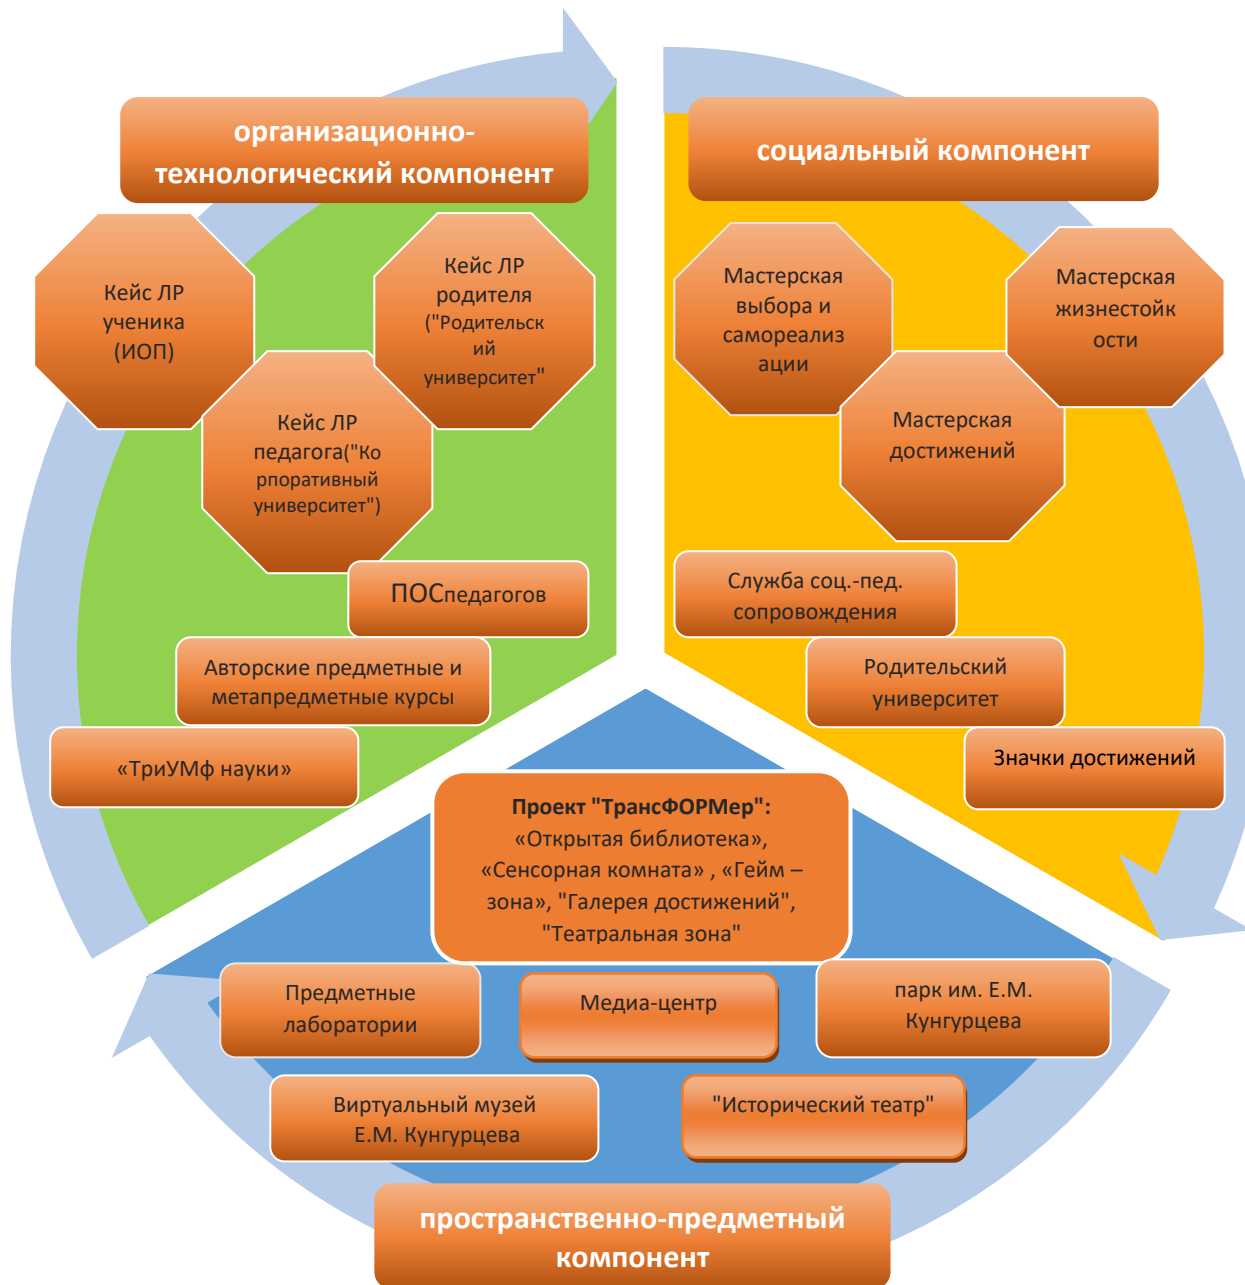 организационно-
технологический компонент
Кейс ЛР
ученика
(ИОП)
Кейс ЛР
родителя
("Родительск
ий
университет"
Кейс ЛР
педагога("Ко
рпоративный
университет")
ПОСпедагогов
Авторские предметные и
метапредметные курсы
«ТриУМф науки»
социальный компонент
Мастерская
выбора и
самореализ
ации
Мастерская
жизнестойк
ости
Мастерская
достижений
Служба соц.-пед.
сопровождения
Родительский
университет
Значки достижений
Проект "ТрансФОРМер":
«Открытая библиотека»,
«Сенсорная комната» , «Гейм –
зона», "Галерея достижений",
"Театральная зона"
Предметные
лаборатории
Медиа-центр
парк им. Е.М.
Кунгурцева
Виртуальный музей
Е.М. Кунгурцева
"Исторический театр"
пространственно-предметный
компонент